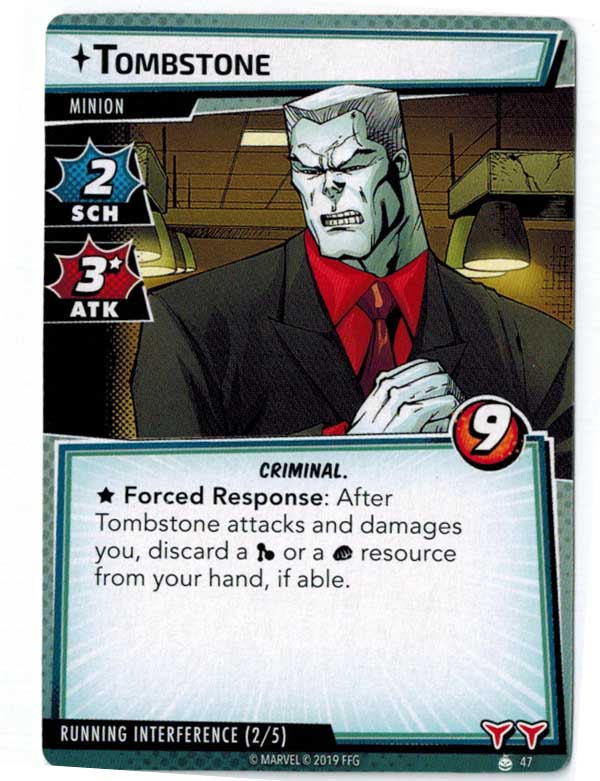 TOMBSTONE
MINION
2
SCH
3
ATK
9
CRIMINAL.
★ Forced Response: After
Tombstone attacks and damages
you, discard a or a resource
from your hand, if able.
RUNNING INTERFERENCE (2/5)
© MARVEL © 2019 FFG
47